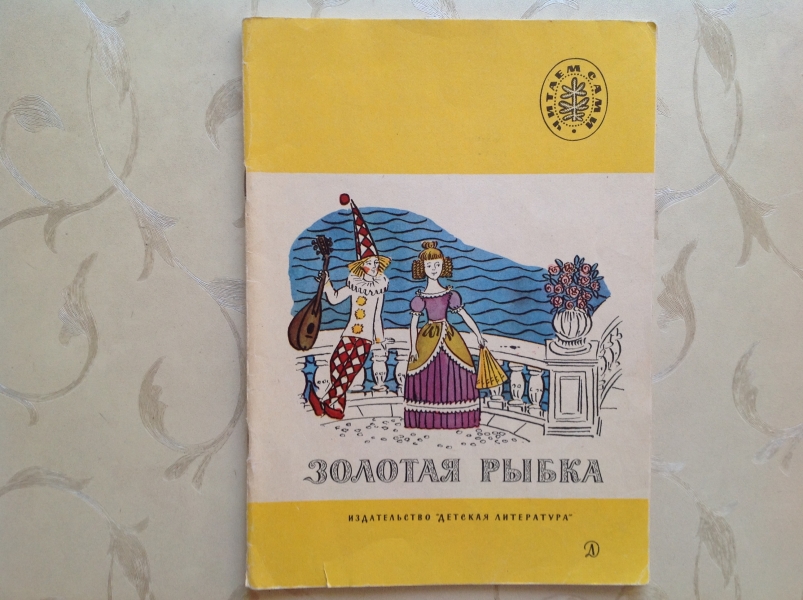 ЧИТАЕМ САМИ
ЗОЛОТАЯ РЫБКА
ИЗДАТЕЛЬСТВО "ДЕТСКАЯ ЛИТЕРАТУРА"
Д